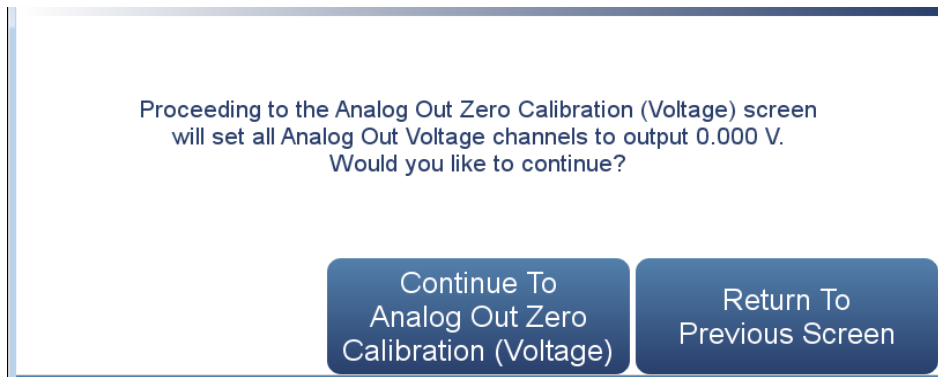 Proceeding to the Analog Out Zero Calibration (Voltage) screen
will set all Analog Out Voltage channels to output 0.000 V.
Would you like to continue?
Continue To
Analog Out Zero
Calibration (Voltage)
Return To
Previous Screen